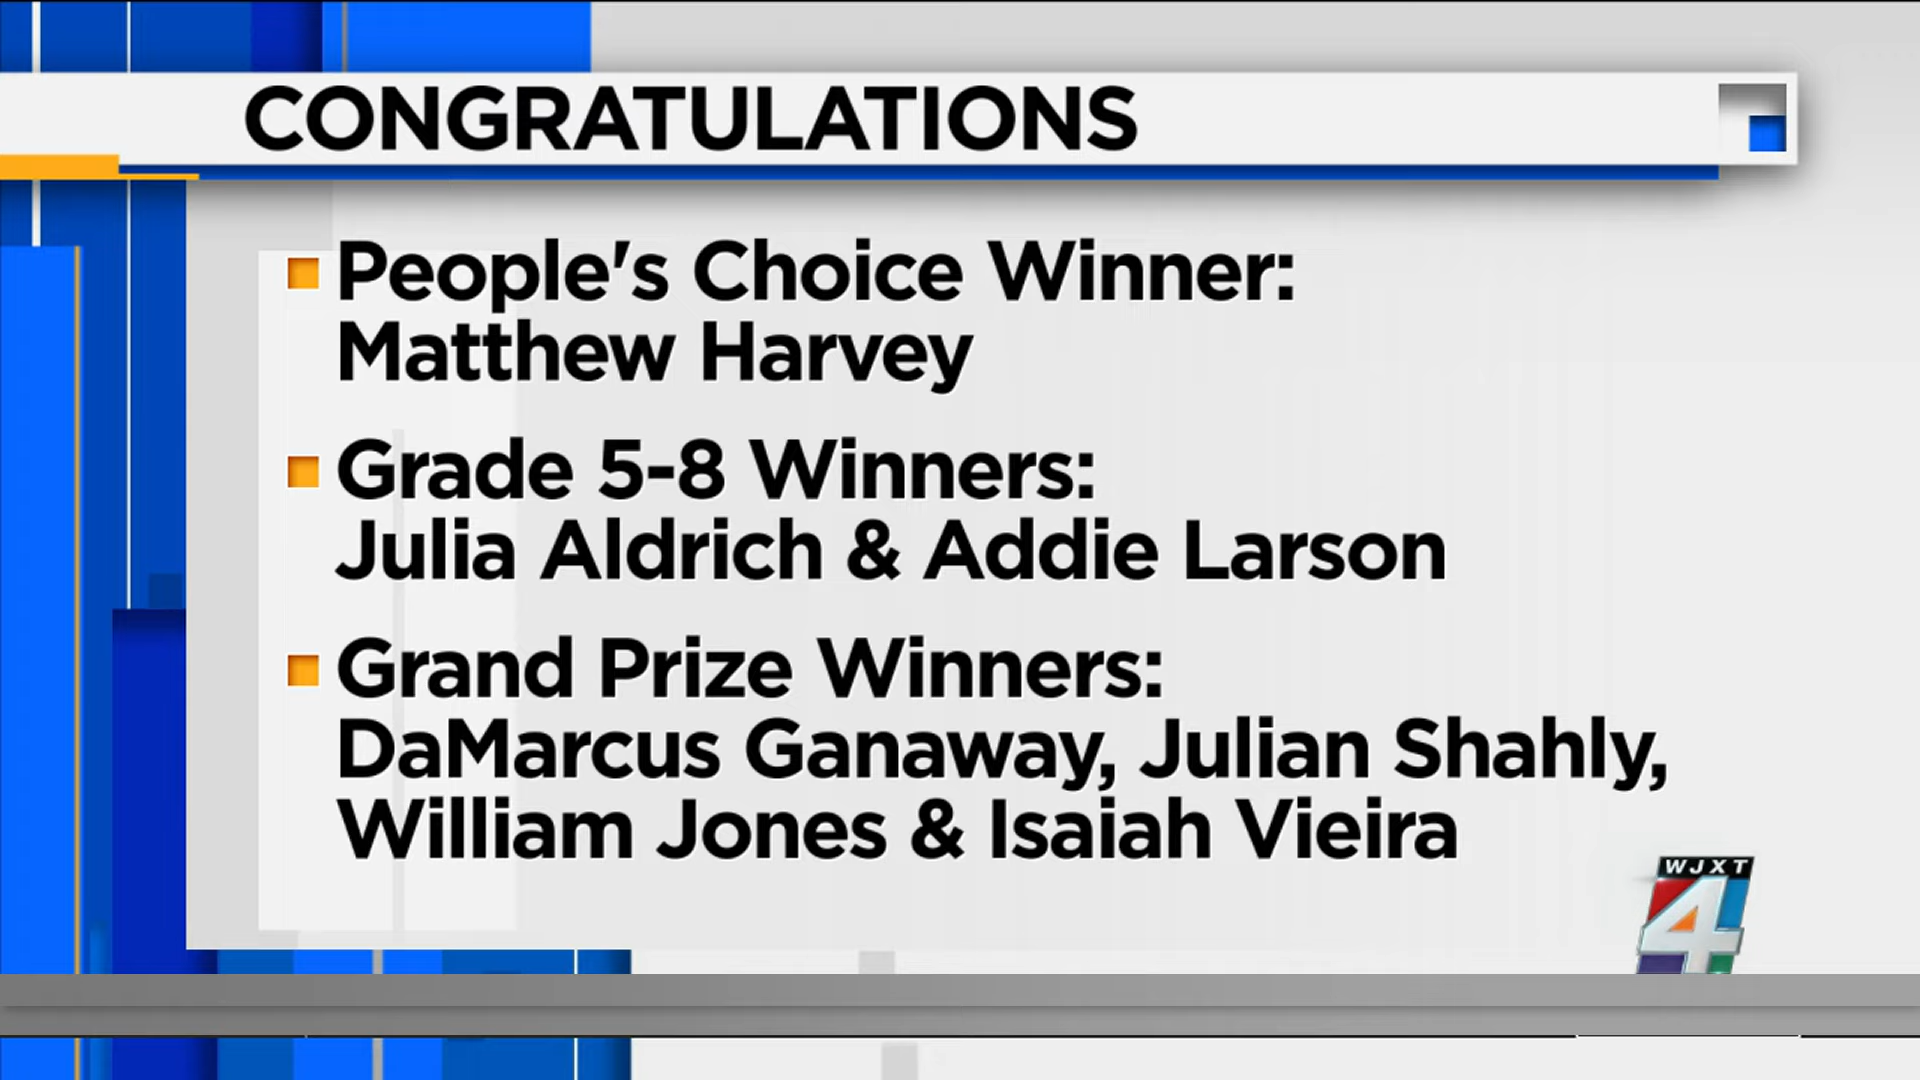 CONGRATULATIONS
People's Choice Winner:
Matthew Harvey
Grade 5-8 Winners:
Julia Aldrich & Addie Larson
Grand Prize Winners:
DaMarcus Ganaway, Julian Shahly,
William Jones & Isaiah Vieira
WJXT
4